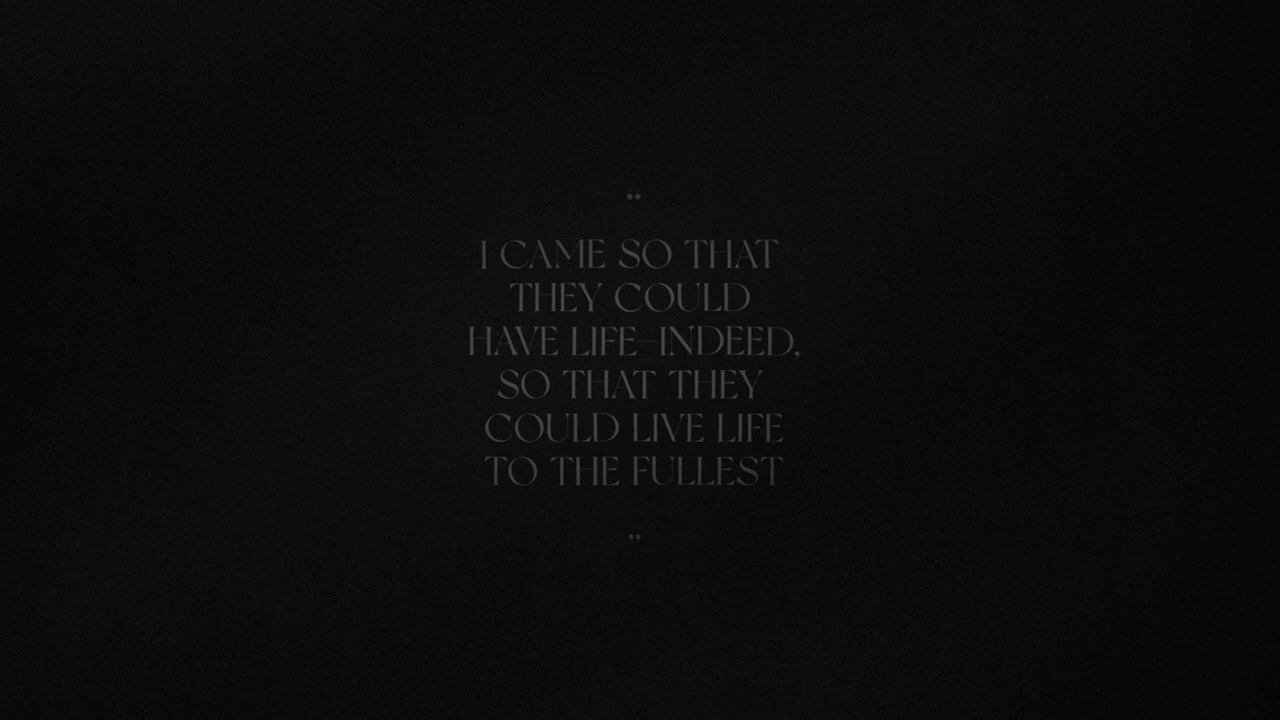 “
I CAME SO THAT
THEY COULD
HAVE LIFE—INDEED,
SO THAT THEY
COULD LIVE LIFE
TO THE FULLEST
”